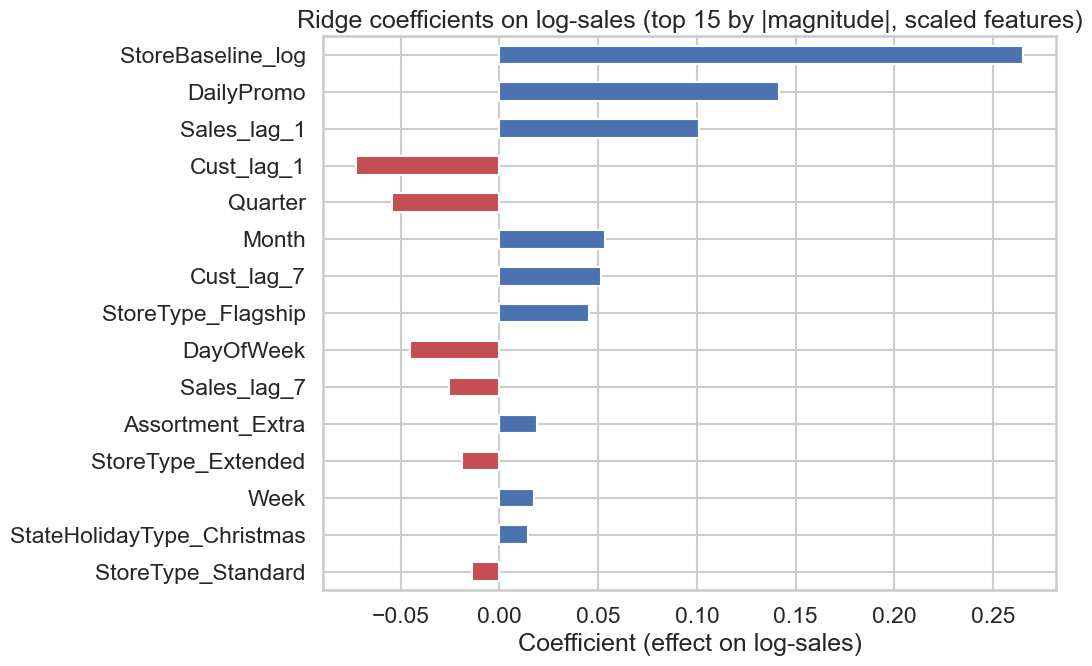 Ridge coefficients on log-sales (top 15 by |magnitude|, scaled features)
StoreBaseline_log
DailyPromo
Sales_lag_1
Cust_lag_1
Quarter
Month
Cust_lag_7
StoreType_Flagship
DayOfWeek
Sales_lag_7
Assortment_Extra
StoreType_Extended
Week
StateHolidayType_Christmas
StoreType_Standard
−0.05 0.00 0.05 0.10 0.15 0.20 0.25
Coefficient (effect on log-sales)